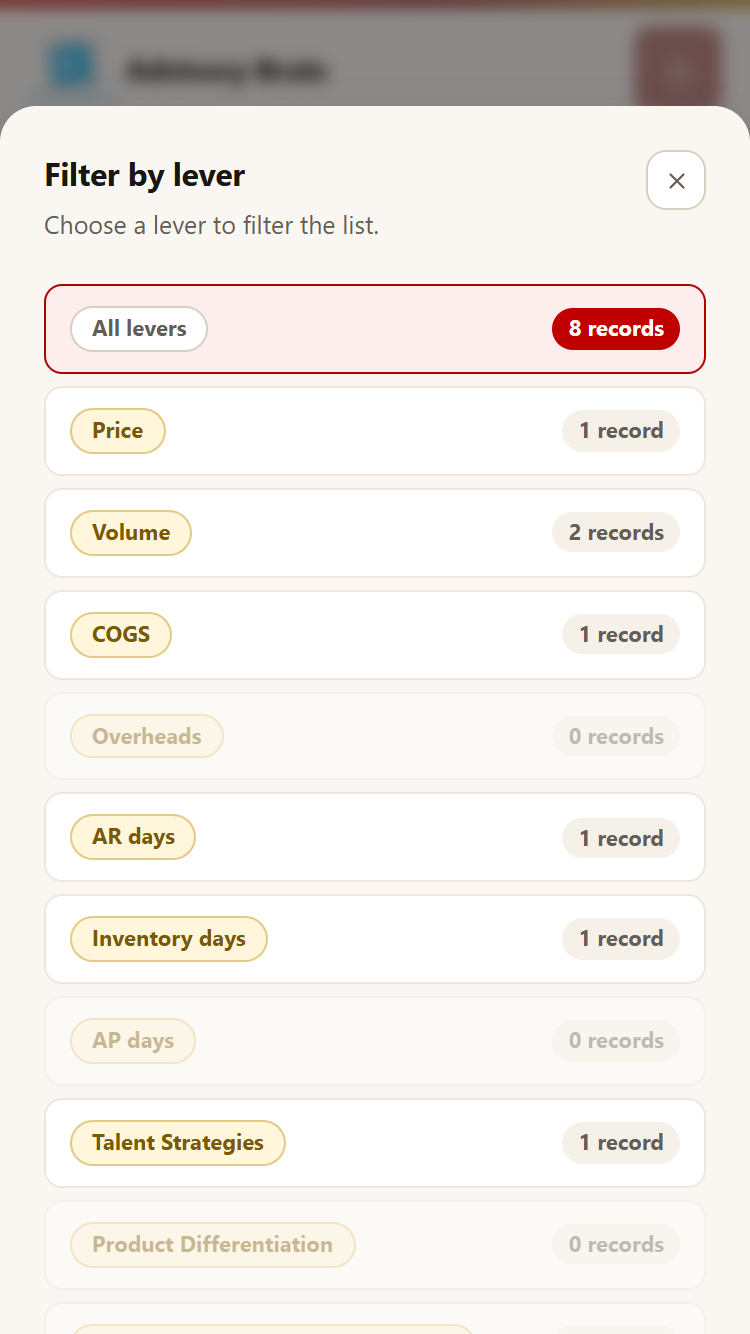 Filter by lever
Choose a lever to filter the list.
All levers
8 records
Price
1 record
Volume
2 records
COGS
1 record
Overheads
0 records
AR days
1 record
Inventory days
1 record
AP days
0 records
Talent Strategies
1 record
Product Differentiation
0 records